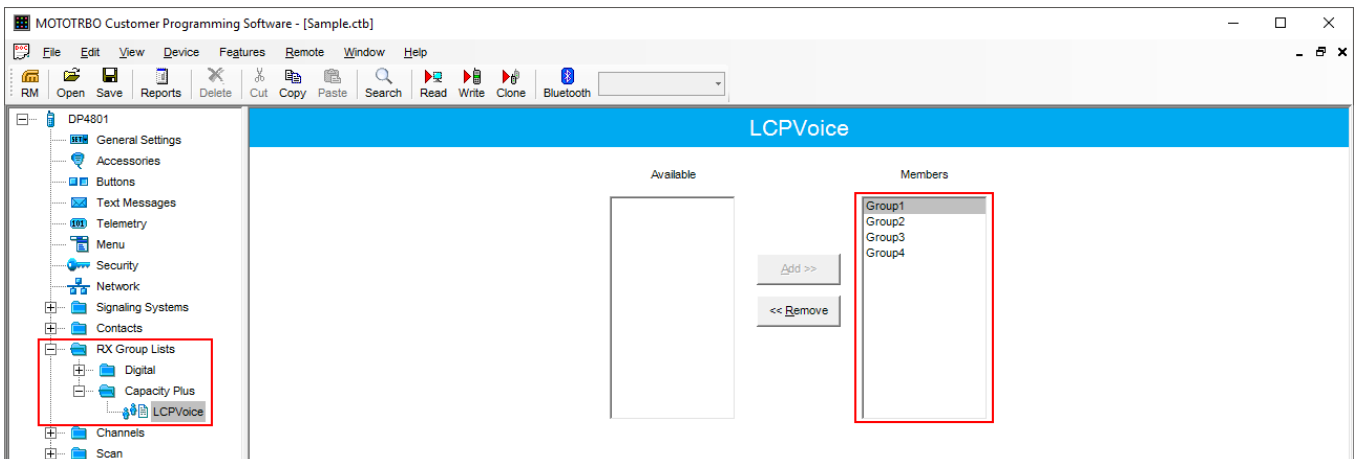 MOTOTRBO Customer Programming Software - [Sample.ctb]
DOC File Edit View Device Features Remote Window Help
RM Open Save Reports Delete Cut Copy Paste Search Read Write Clone Bluetooth
DP4801
LCPVoice
SET General Settings
Accessories
Available Members
Buttons
Text Messages
Group1
101 Telemetry
Group2
Menu
Group3
Group4
Security
Add >>
Network
Signaling Systems
<< Remove
Contacts
RX Group Lists
Digital
Capacity Plus
LCPVoice
Channels
Scan